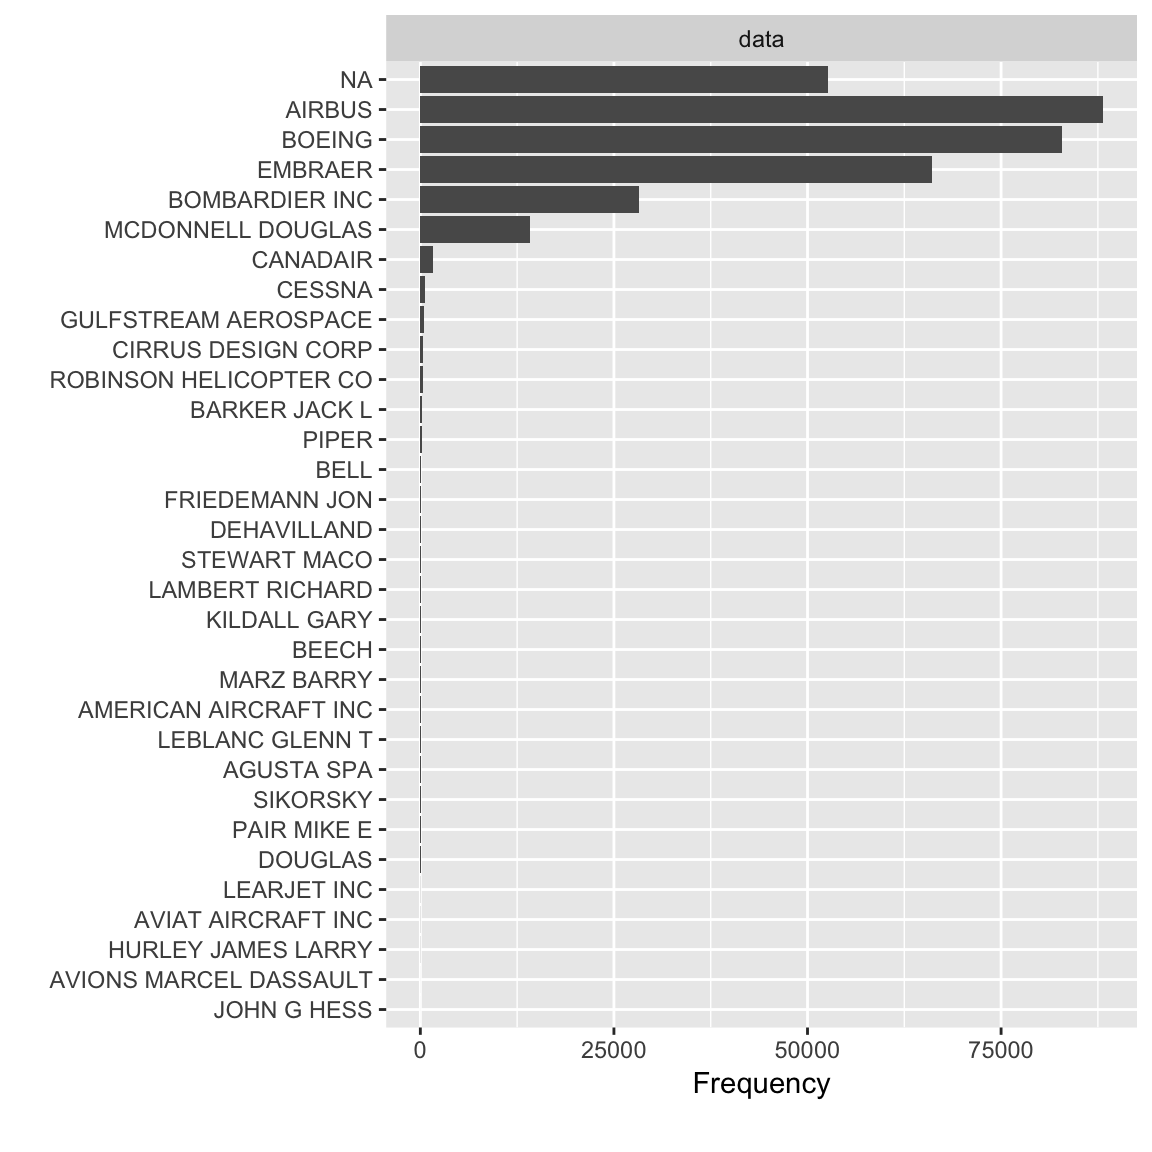 data
NA
AIRBUS
BOEING
EMBRAER
BOMBARDIER INC
MCDONNELL DOUGLAS
CANADAIR
CESSNA
GULFSTREAM AEROSPACE
CIRRUS DESIGN CORP
ROBINSON HELICOPTER CO
BARKER JACK L
PIPER
BELL
FRIEDEMANN JON
DEHAVILLAND
STEWART MACO
LAMBERT RICHARD
KILDALL GARY
BEECH
MARZ BARRY
AMERICAN AIRCRAFT INC
LEBLANC GLENN T
AGUSTA SPA
SIKORSKY
PAIR MIKE E
DOUGLAS
LEARJET INC
AVIAT AIRCRAFT INC
HURLEY JAMES LARRY
AVIONS MARCEL DASSAULT
JOHN G HESS
0 25000 50000 75000
Frequency